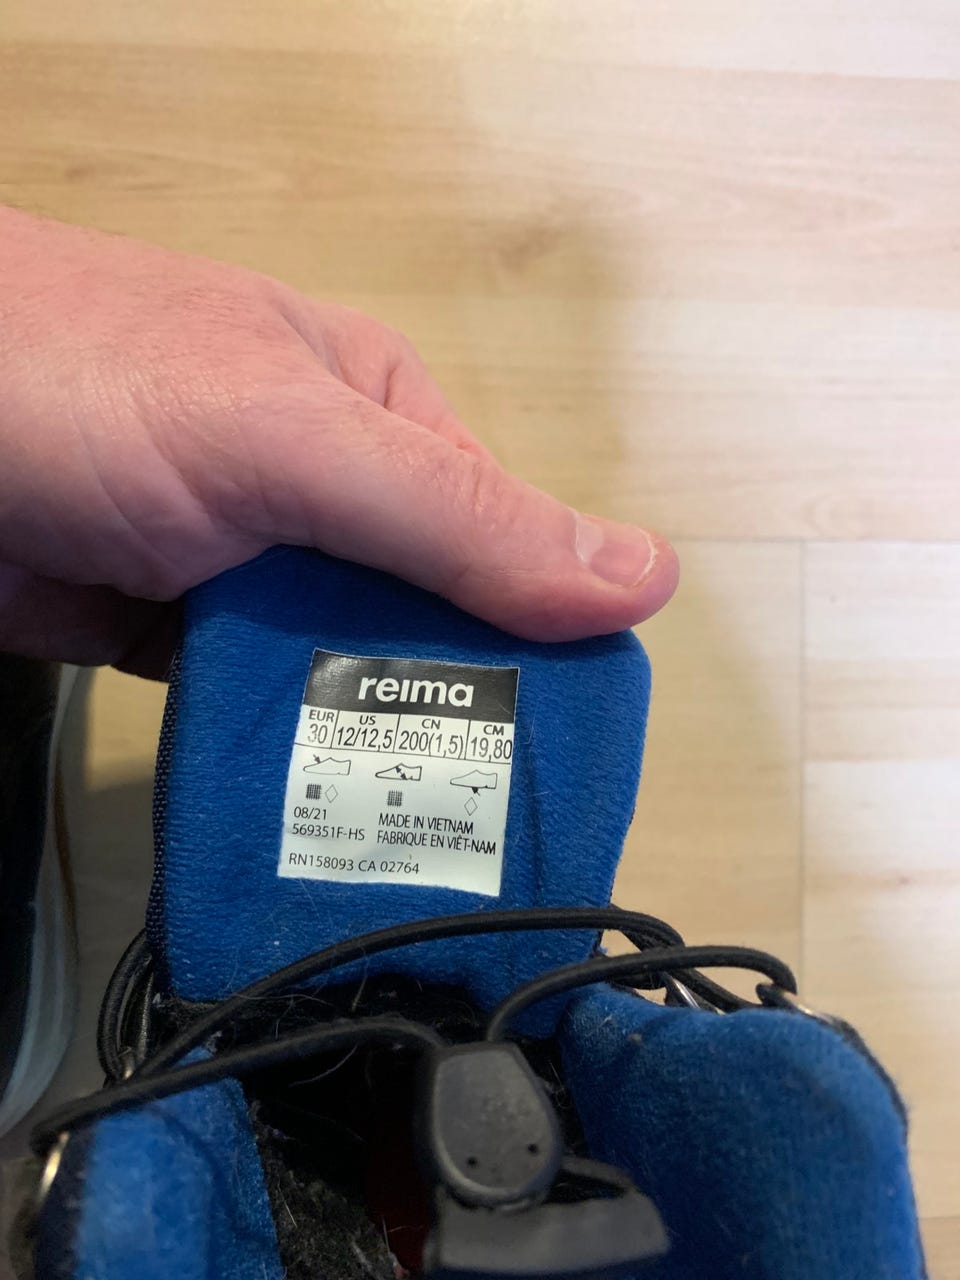 reima
EUR US CN CM
30 12/12,5 200(1,5) 19,80
08/21
569351F-HS
MADE IN VIETNAM
FABRIQUE EN VIÊT-NAM
RN158093 CA 02764